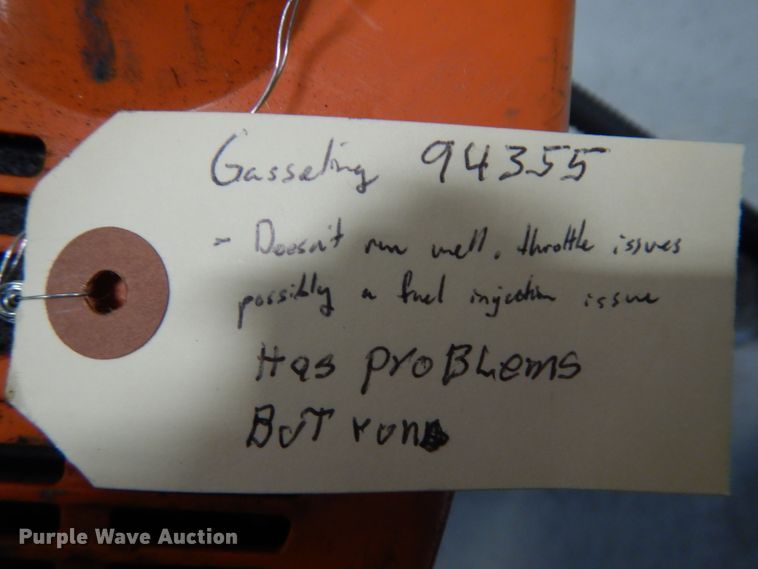 Gasseling 94355
- Doesn't run well, throttle issues
possibly a fuel injection issue
Has problems
But runs
Purple Wave Auction